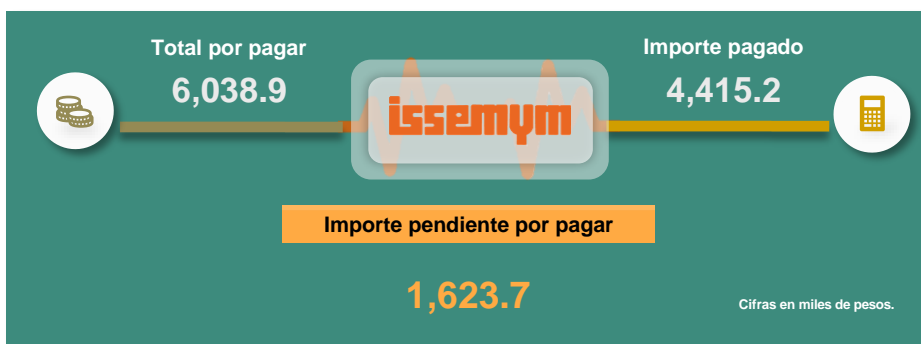 Total por pagar
6,038.9
issemym
Importe pagado
4,415.2
Importe pendiente por pagar
1,623.7
Cifras en miles de pesos.